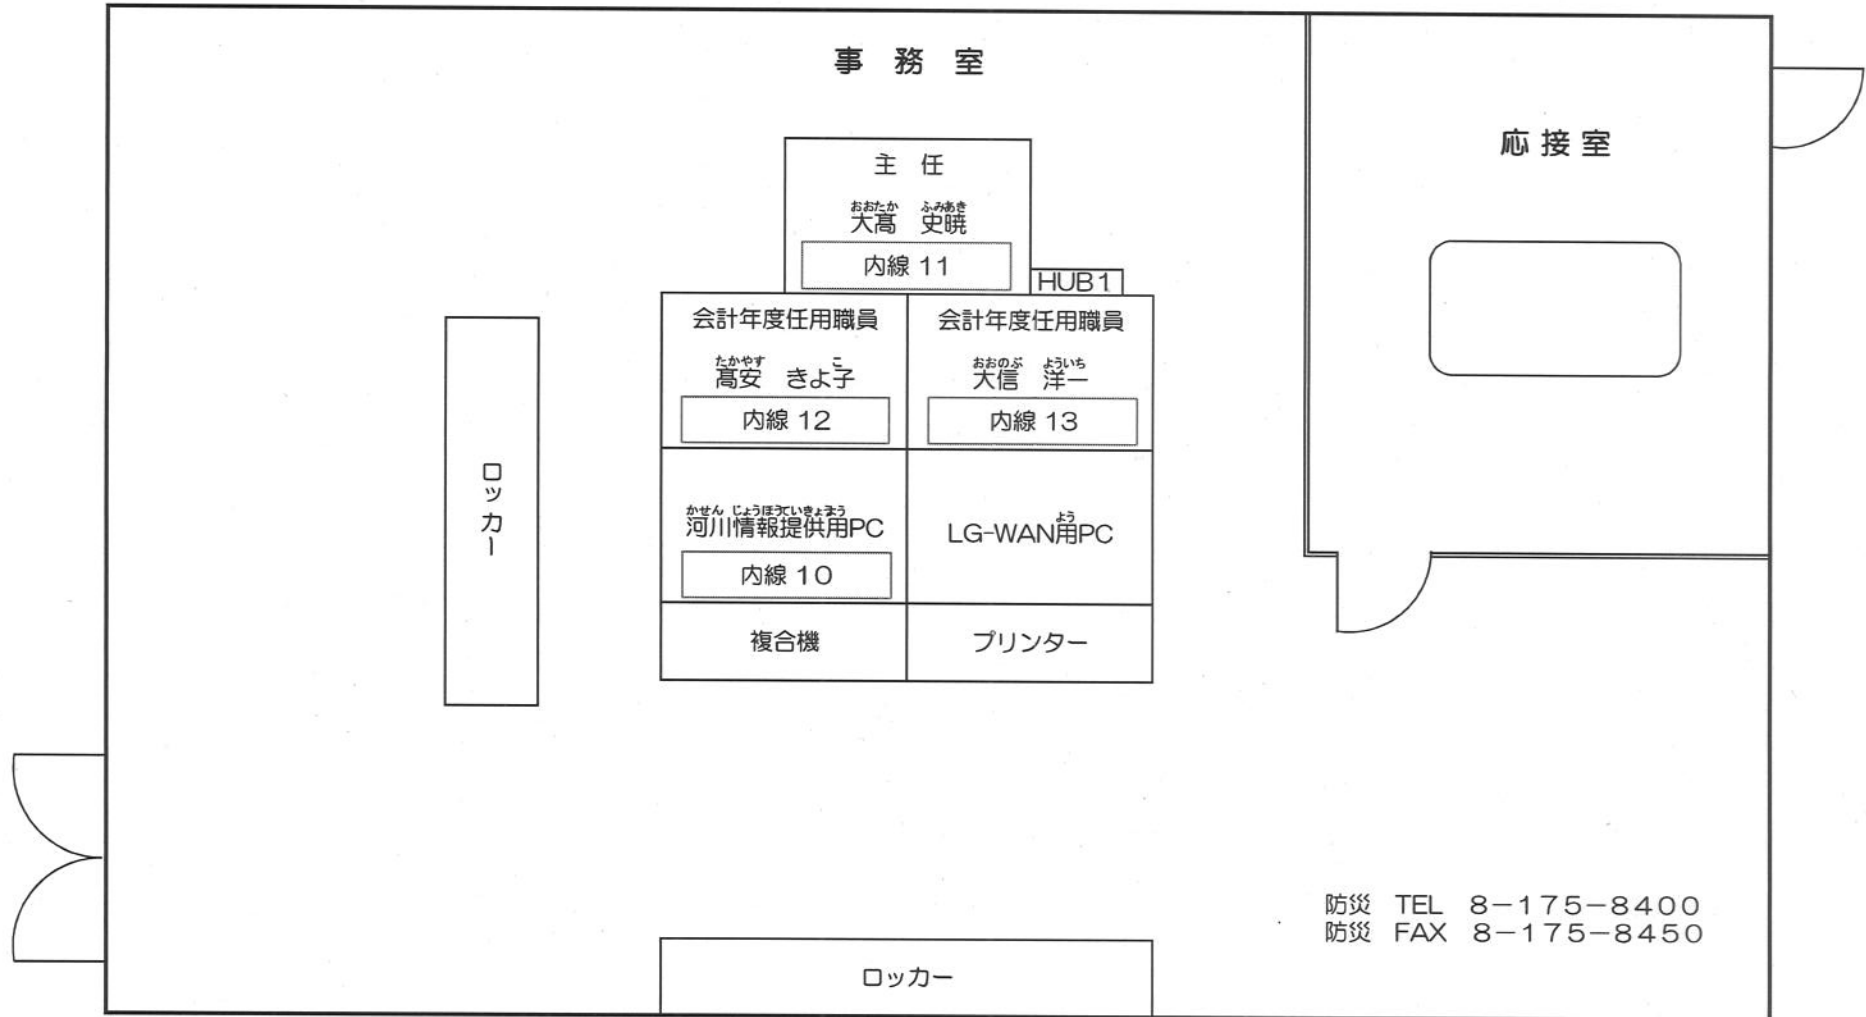 事 務 室
応接室
主 任
おおたか ふみあき
大髙 史暁
内線 11
HUB1
会計年度任用職員
たかやす こ
髙安 きよ子
内線 12
会計年度任用職員
おおのぶ よういち
大信 洋一
内線 13
ロッカー
かせん じょうほうていきょうよう
河川情報提供用PC
内線 10
よう
LG-WAN用PC
複合機
プリンター
防災 TEL 8-175-8400
防災 FAX 8-175-8450
ロッカー